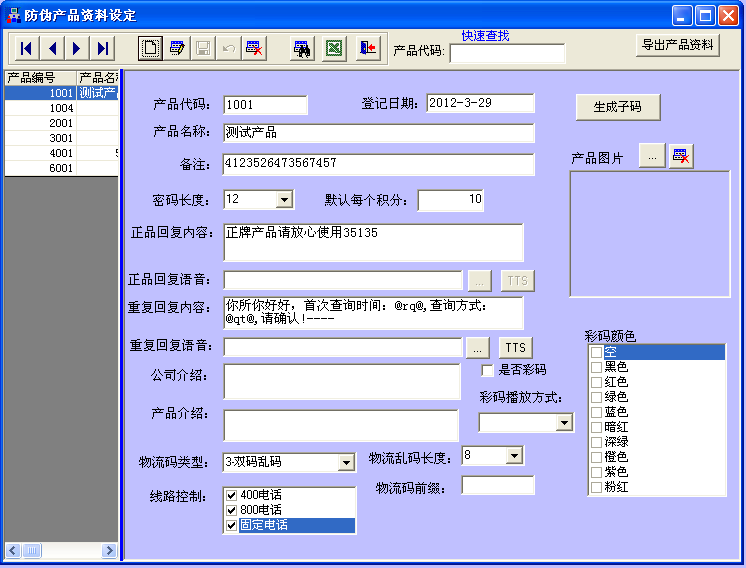 防伪产品资料设定
快速查找
产品代码:
导出产品资料
产品编号 产品名称
1001 测试产
1004
2001
3001
4001 5
6001
产品代码: 1001
登记日期: 2012-3-29
生成子码
产品名称: 测试产品
备注: 4123526473567457
产品图片 ...
密码长度: 12
默认每个积分: 10
正品回复内容: 正牌产品请放心使用35135
正品回复语音: ... TTS
重复回复内容: 你所你好好，首次查询时间：@rq@,查询方式：
@qt@,请确认!----
重复回复语音: ... TTS
公司介绍:
是否彩码
彩码播放方式:
产品介绍:
物流码类型: 3-双码乱码
物流乱码长度: 8
物流码前缀:
线路控制: 400电话
800电话
固定电话
彩码颜色
空
黑色
红色
绿色
蓝色
暗红
深绿
橙色
紫色
粉红